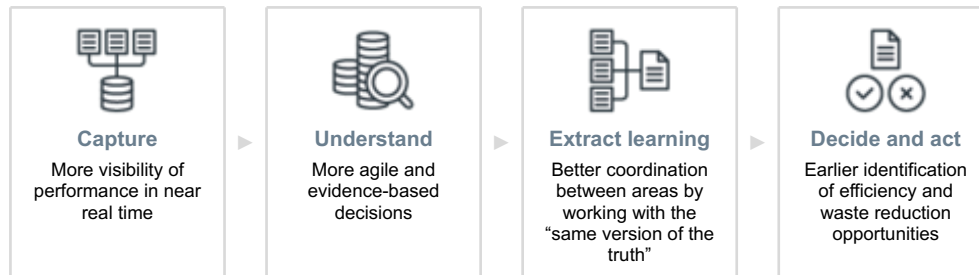 Capture
More visibility of
performance in near
real time
Understand
More agile and
evidence-based
decisions
Extract learning
Better coordination
between areas by
working with the
“same version of the
truth”
Decide and act
Earlier identification
of efficiency and
waste reduction
opportunities